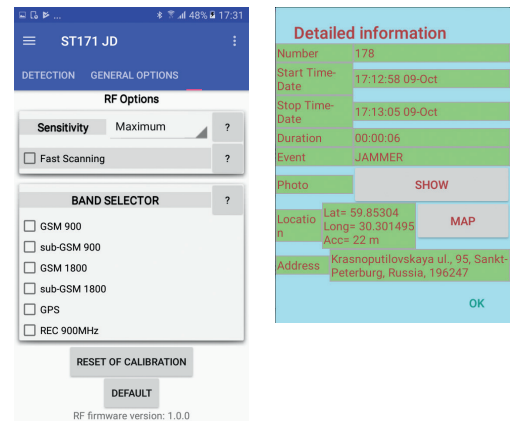 48% 17:31
ST171 JD
DETECTION GENERAL OPTIONS
RF Options
Sensitivity Maximum ?
Fast Scanning ?
BAND SELECTOR ?
GSM 900
sub-GSM 900
GSM 1800
sub-GSM 1800
GPS
REC 900MHz
RESET OF CALIBRATION
DEFAULT
RF firmware version: 1.0.0
Detailed information
Number 178
Start Time-
Date 17:12:58 09-Oct
Stop Time-
Date 17:13:05 09-Oct
Duration 00:00:06
Event JAMMER
Photo SHOW
Locatio
n
Lat= 59.85304
Long= 30.301495
Acc= 22 m
MAP
Address
Krasnoputilovskaya ul., 95, Sankt-
Peterburg, Russia, 196247
OK